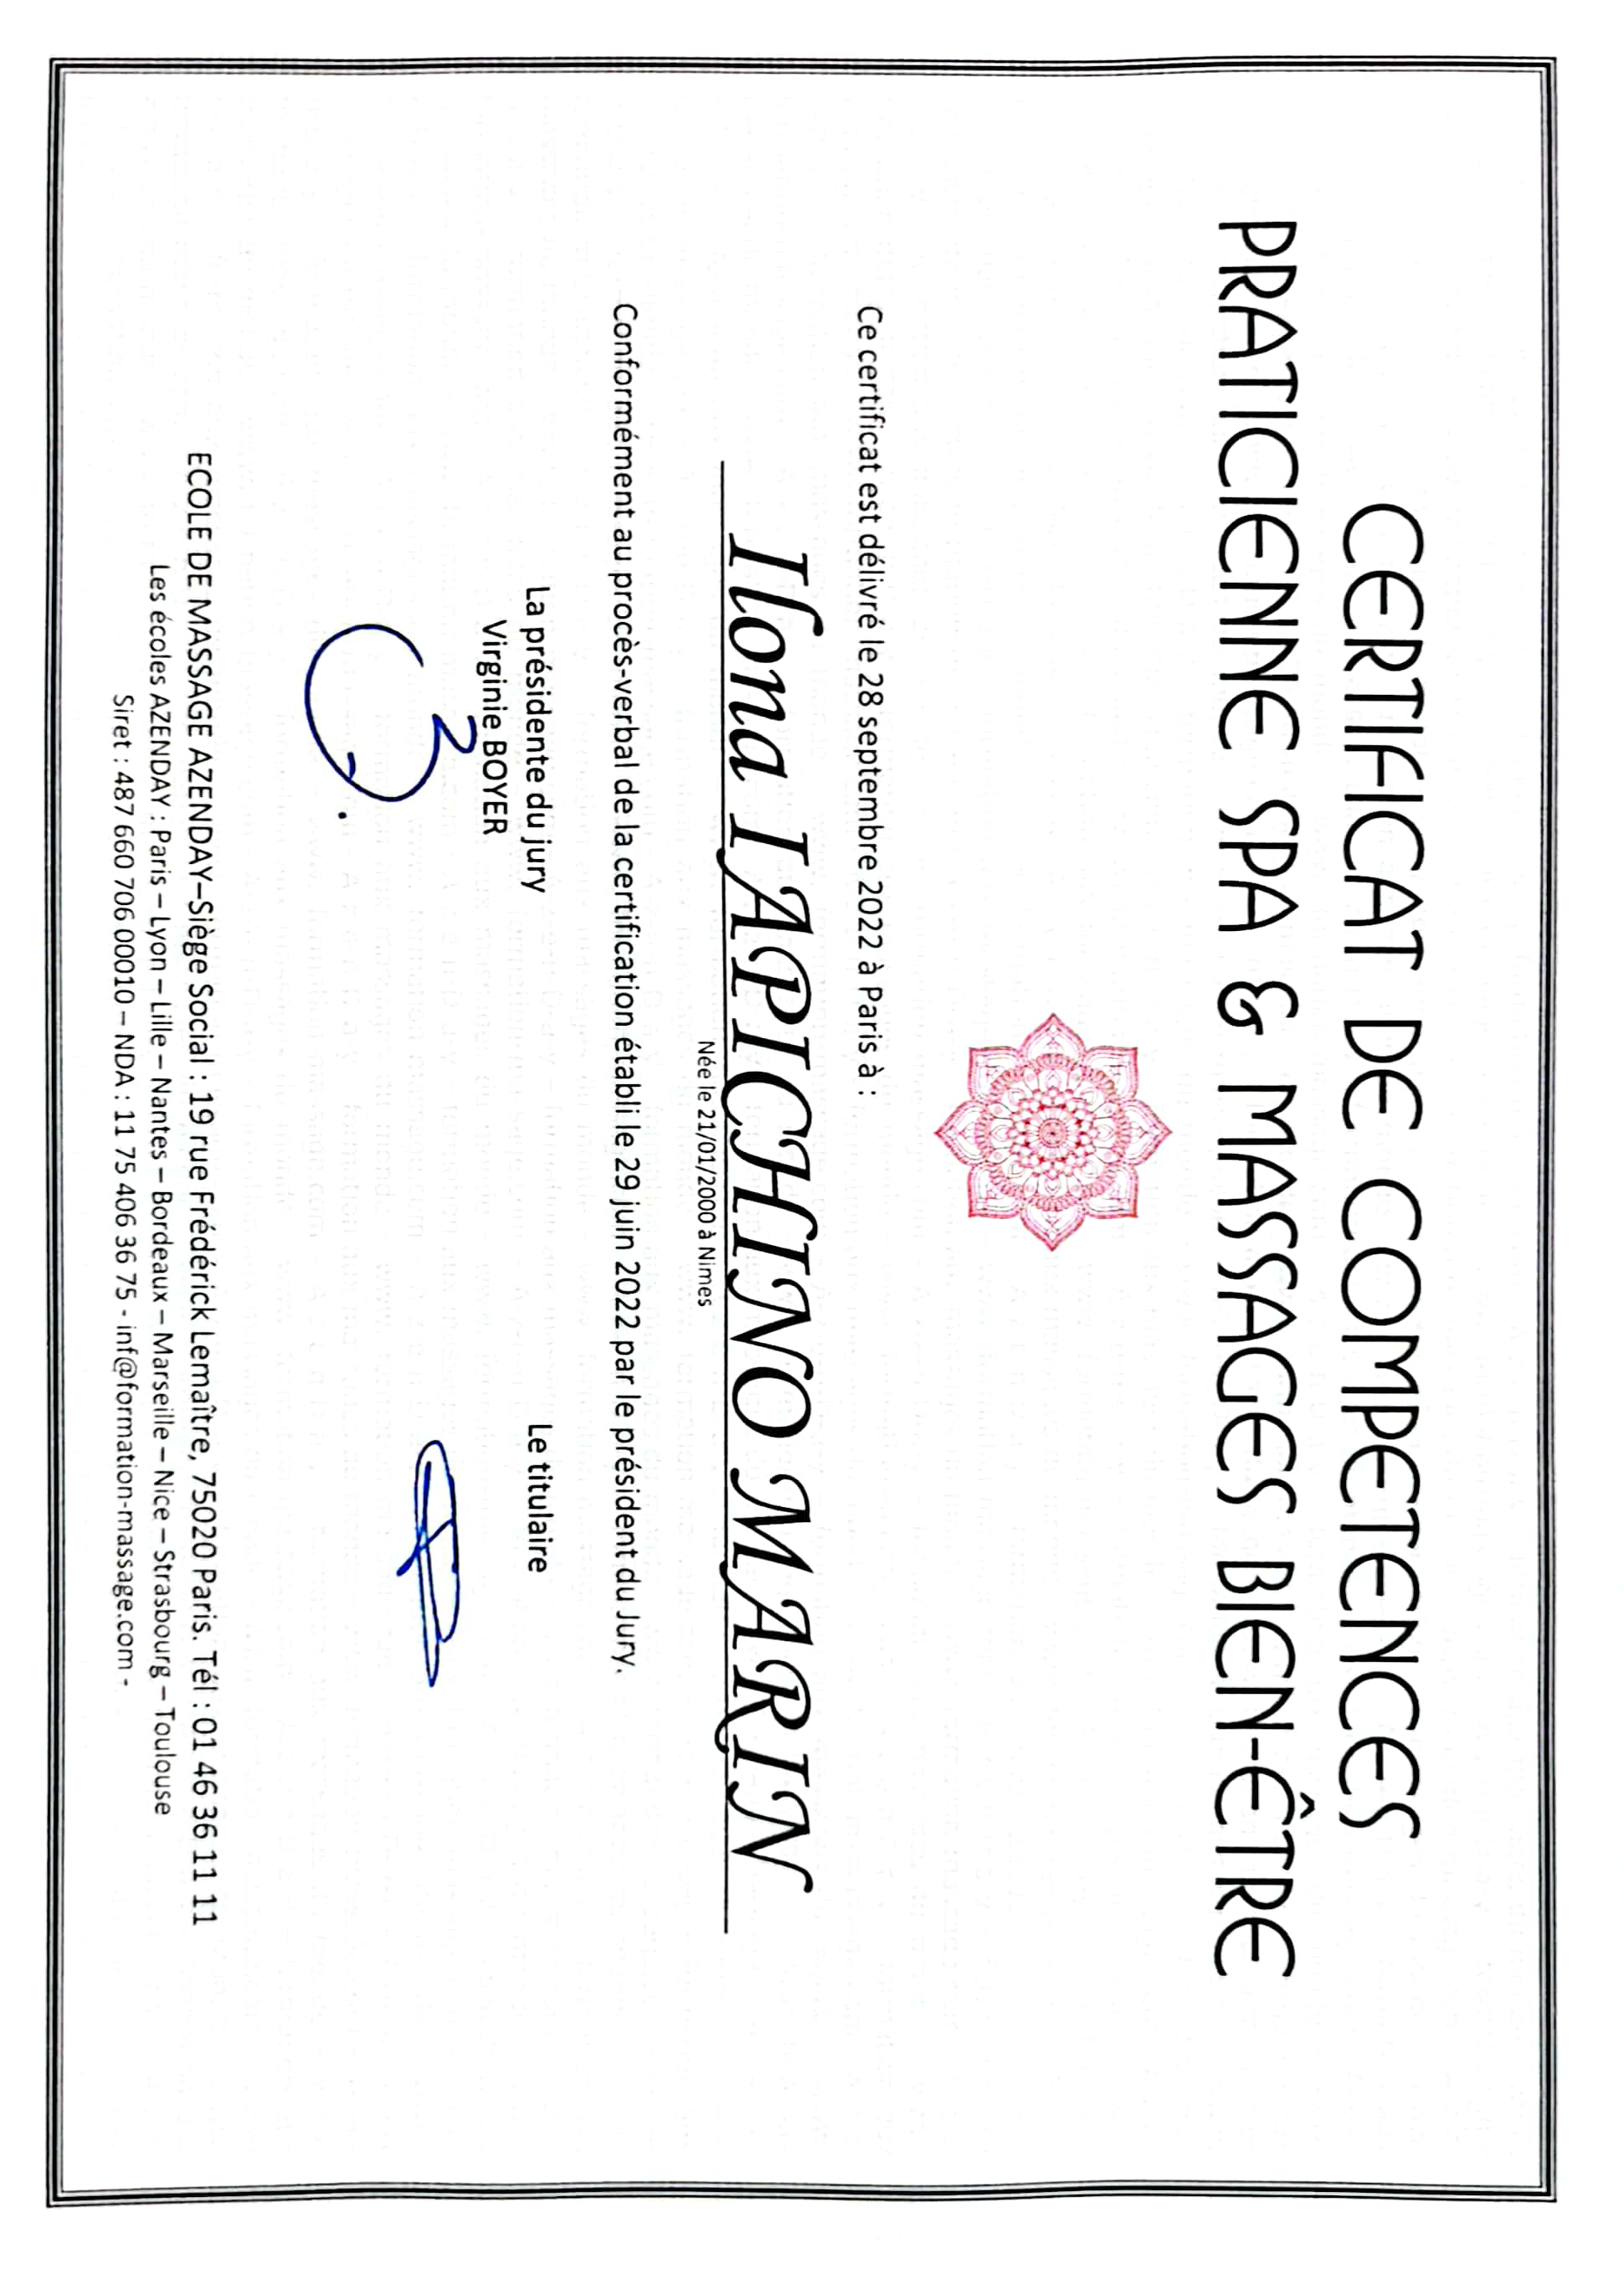 CERTIFICAT DE COMPETENCES
PRATICIENNE SPA & MASSAGES BIEN-ÊTRE
Ce certificat est délivré le 28 septembre 2022 à Paris à :
Ilona IAPICHINO MARIN
Née le 21/01/2000 à Nimes
Conformément au procès-verbal de la certification établi le 29 juin 2022 par le président du Jury.
La présidente du jury
Virginie BOYER
Le titulaire
ECOLE DE MASSAGE AZENDAY–Siège Social : 19 rue Frédérick Lemaître, 75020 Paris. Tél : 01 46 36 11 11
Les écoles AZENDAY : Paris – Lyon – Lille – Nantes – Bordeaux – Marseille – Nice – Strasbourg – Toulouse
Siret : 487 660 706 00010 – NDA : 11 75 406 36 75 - inf@formation-massage.com -